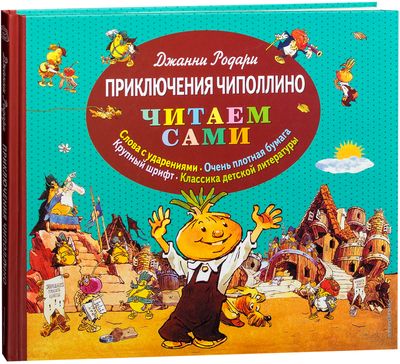 Джанни Родари
ПРИКЛЮЧЕНИЯ ЧИПОЛЛИНО
ЧИТАЕМ
САМИ
Слова с ударениями • Очень плотная бумага
Крупный шрифт • Классика детской литературы
Джанни Родари ПРИКЛЮЧЕНИЯ ЧИПОЛЛИНО